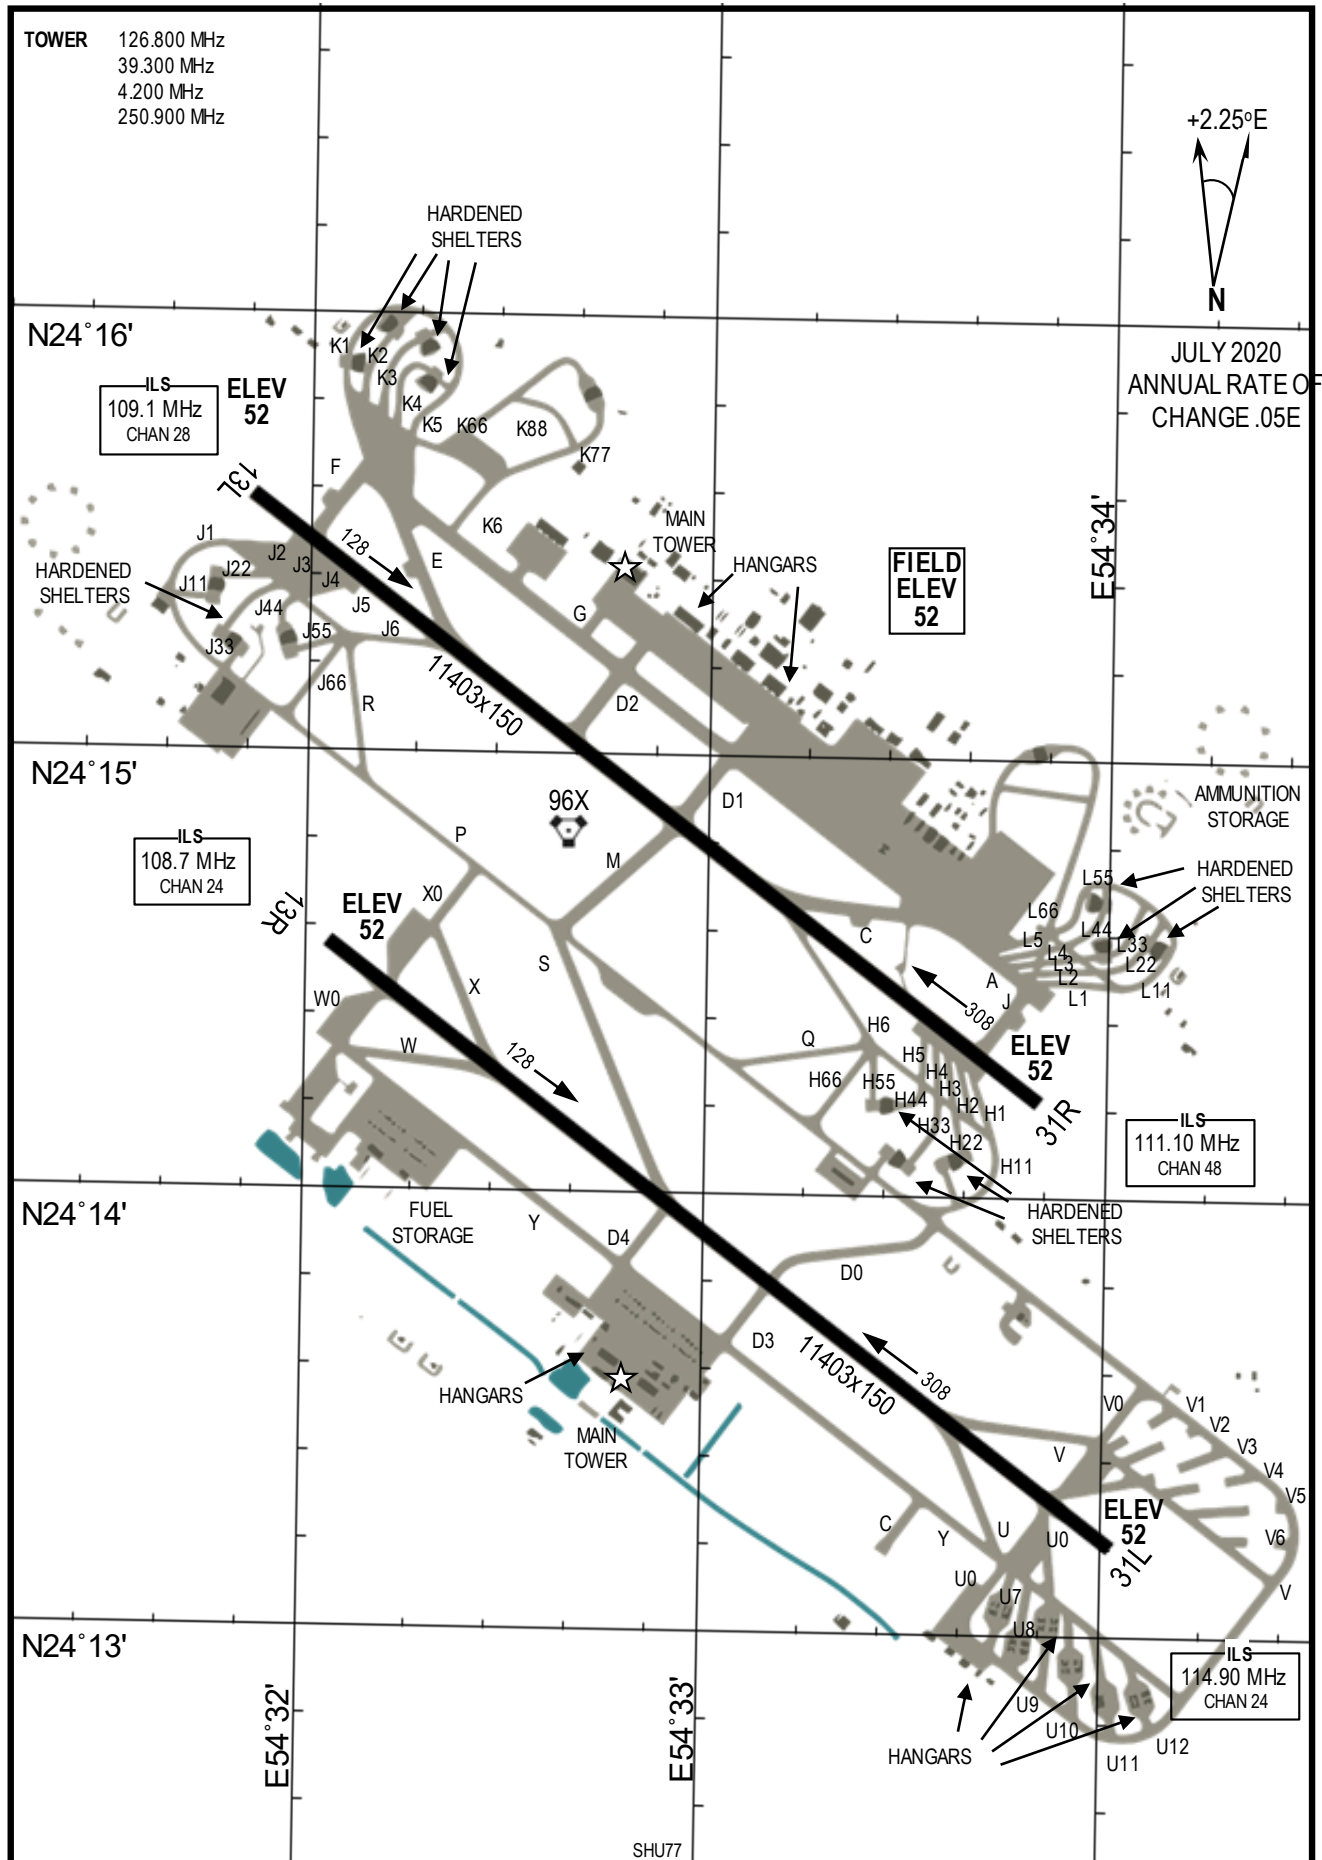 TOWER 126.800 MHz
39.300 MHz
4.200 MHz
250.900 MHz
+2.25°E
N
JULY 2020
ANNUAL RATE OF
CHANGE .05E
HARDENED
SHELTERS
N24°16'
K1
K2
K3
K4
K5
K66
K88
K77
K6
ILS
109.1 MHz
CHAN 28
ELEV
52
13L
F
128
E
G
MAIN
TOWER
HANGARS
FIELD
ELEV
52
E54°34'
J1
J2
J3
J4
J5
J6
J11
J22
J33
J44
J55
J66
HARDENED
SHELTERS
R
11403x150
D2
N24°15'
D1
96X
P
M
AMMUNITION
STORAGE
HARDENED
SHELTERS
ILS
108.7 MHz
CHAN 24
13R
ELEV
52
X0
X
S
C
L55
L66
L44
L33
L22
L11
L5
L4
L3
L2
L1
A
J
308
W0
W
128
Q
H6
H5
H4
H3
H2
H1
H66
H55
H44
H33
H22
H11
ELEV
52
31R
ILS
111.10 MHz
CHAN 48
N24°14'
FUEL
STORAGE
Y
D4
HARDENED
SHELTERS
D0
D3
11403x150
308
HANGARS
MAIN
TOWER
V0
V1
V2
V3
V4
V5
V6
V
V
C
Y
U
U0
ELEV
52
31L
U0
U7
U8
U9
U10
U11
U12
N24°13'
ILS
114.90 MHz
CHAN 24
HANGARS
E54°32'
E54°33'
SHU77